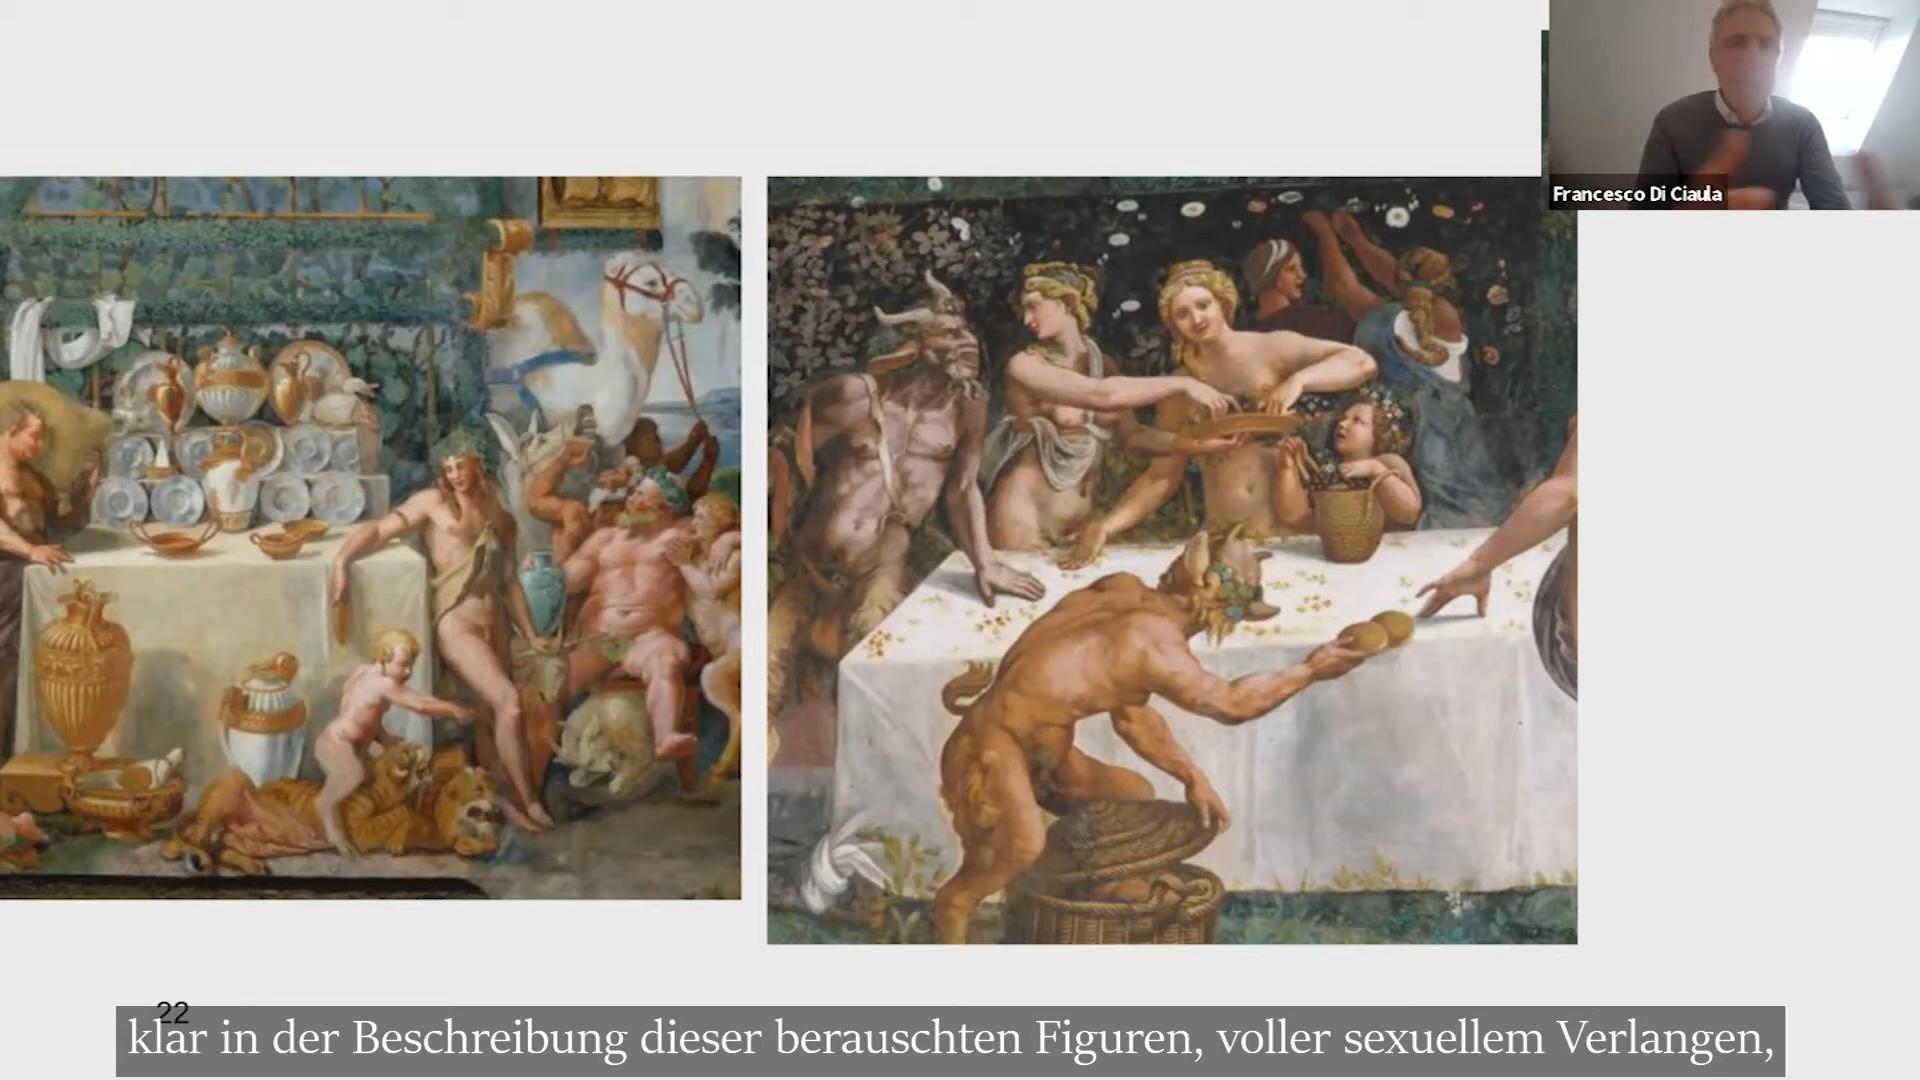 Francesco Di Ciaula
22
klar in der Beschreibung dieser berauschten Figuren, voller sexuellem Verlangen,